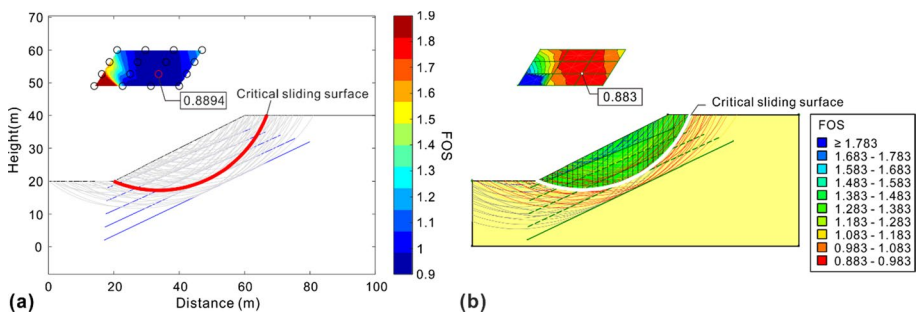 70
60
50
40
30
20
10
0
Height(m)
0.8894
Critical sliding surface
0 20 40 60 80 100
Distance (m)
(a)
1.9
1.8
1.7
1.6
1.5
1.4
1.3
1.2
1.1
1
0.9
FOS
0.883
Critical sliding surface
(b)
FOS
≥ 1.783
1.683 - 1.783
1.583 - 1.683
1.483 - 1.583
1.383 - 1.483
1.283 - 1.383
1.183 - 1.283
1.083 - 1.183
0.983 - 1.083
0.883 - 0.983